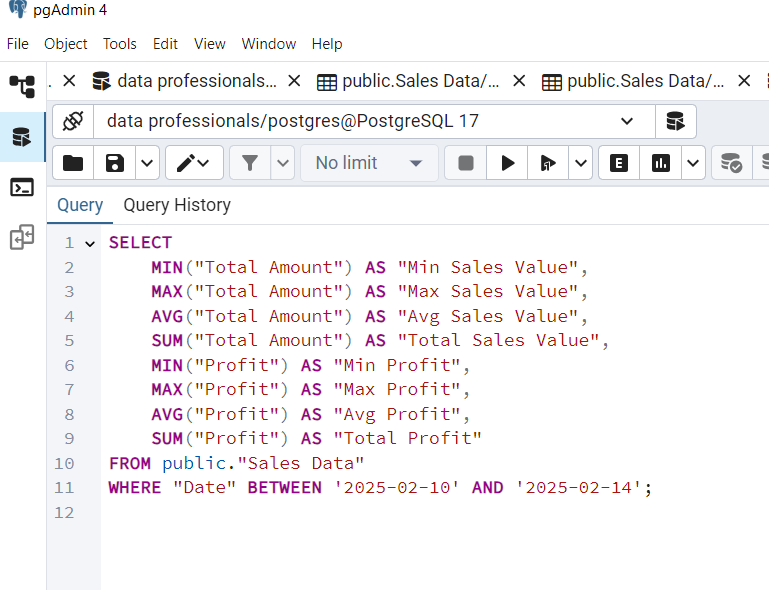 pgAdmin 4
File Object Tools Edit View Window Help
. data professionals... public.Sales Data/... public.Sales Data/...
data professionals/postgres@PostgreSQL 17
No limit E
Query Query History
1 SELECT
2 MIN("Total Amount") AS "Min Sales Value",
3 MAX("Total Amount") AS "Max Sales Value",
4 AVG("Total Amount") AS "Avg Sales Value",
5 SUM("Total Amount") AS "Total Sales Value",
6 MIN("Profit") AS "Min Profit",
7 MAX("Profit") AS "Max Profit",
8 AVG("Profit") AS "Avg Profit",
9 SUM("Profit") AS "Total Profit"
10 FROM public."Sales Data"
11 WHERE "Date" BETWEEN '2025-02-10' AND '2025-02-14';
12